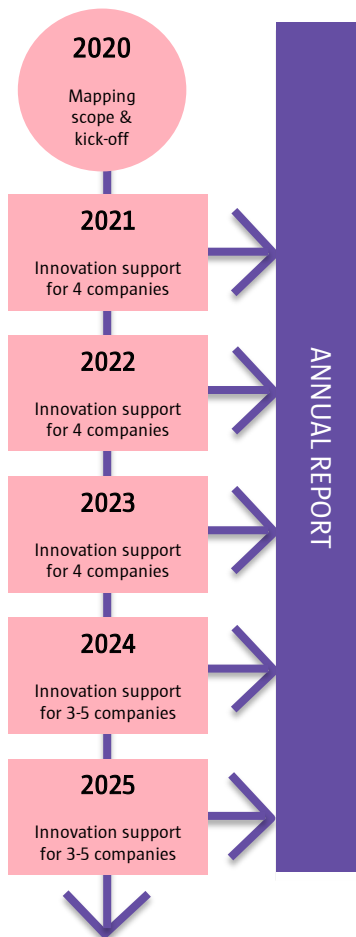 2020
Mapping
scope &
kick-off
2021
Innovation support
for 4 companies
2022
Innovation support
for 4 companies
2023
Innovation support
for 4 companies
2024
Innovation support
for 3-5 companies
2025
Innovation support
for 3-5 companies
ANNUAL REPORT